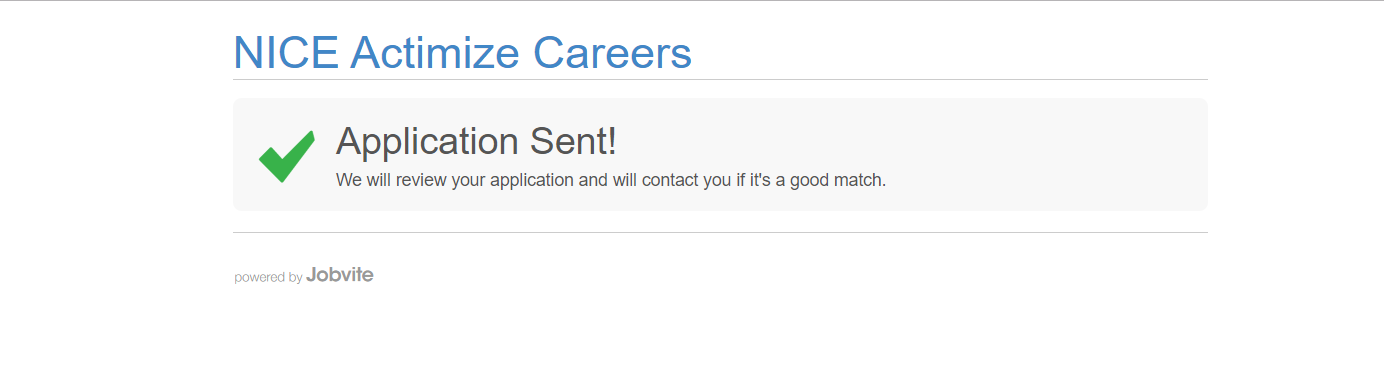 NICE Actimize Careers
Application Sent!
We will review your application and will contact you if it's a good match.
powered by Jobvite